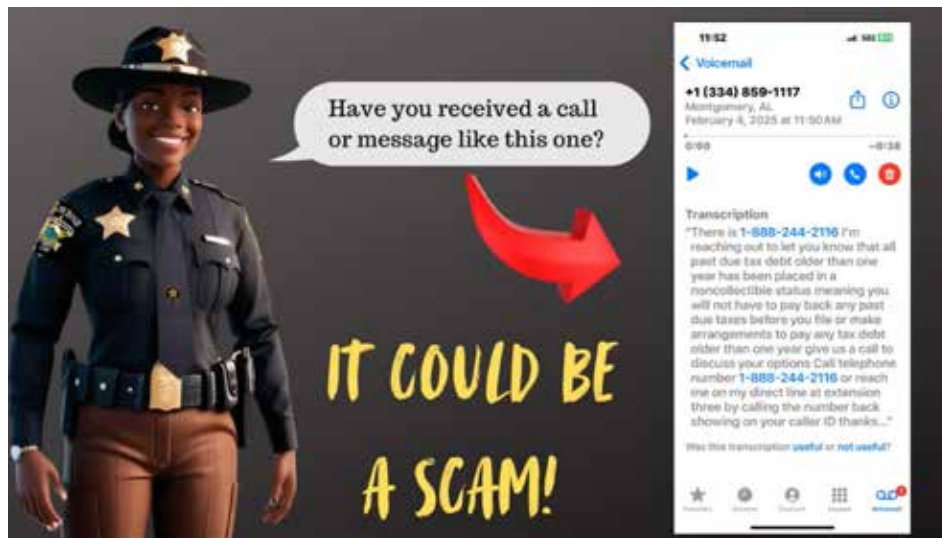 Have you received a call
or message like this one?
IT COULD BE
A SCAM!
11:52
SOS
Voicemail
+1 (334) 859-1117
Montgomery, AL
February 4, 2025 at 11:50 AM
0:00
-0:38
Transcription
"There is 1-888-244-2116 I'm
reaching out to let you know that all
past due tax debt older than one
year has been placed in a
noncollectible status meaning you
will not have to pay back any past
due taxes before you file or make
arrangements to pay any tax debt
older than one year give us a call to
discuss your options Call telephone
number 1-888-244-2116 or reach
me on my direct line at extension
three by calling the number back
showing on your caller ID thanks..."
Was this transcription useful or not useful?
Favorites
Recents
Contacts
Keypad
Voicemail